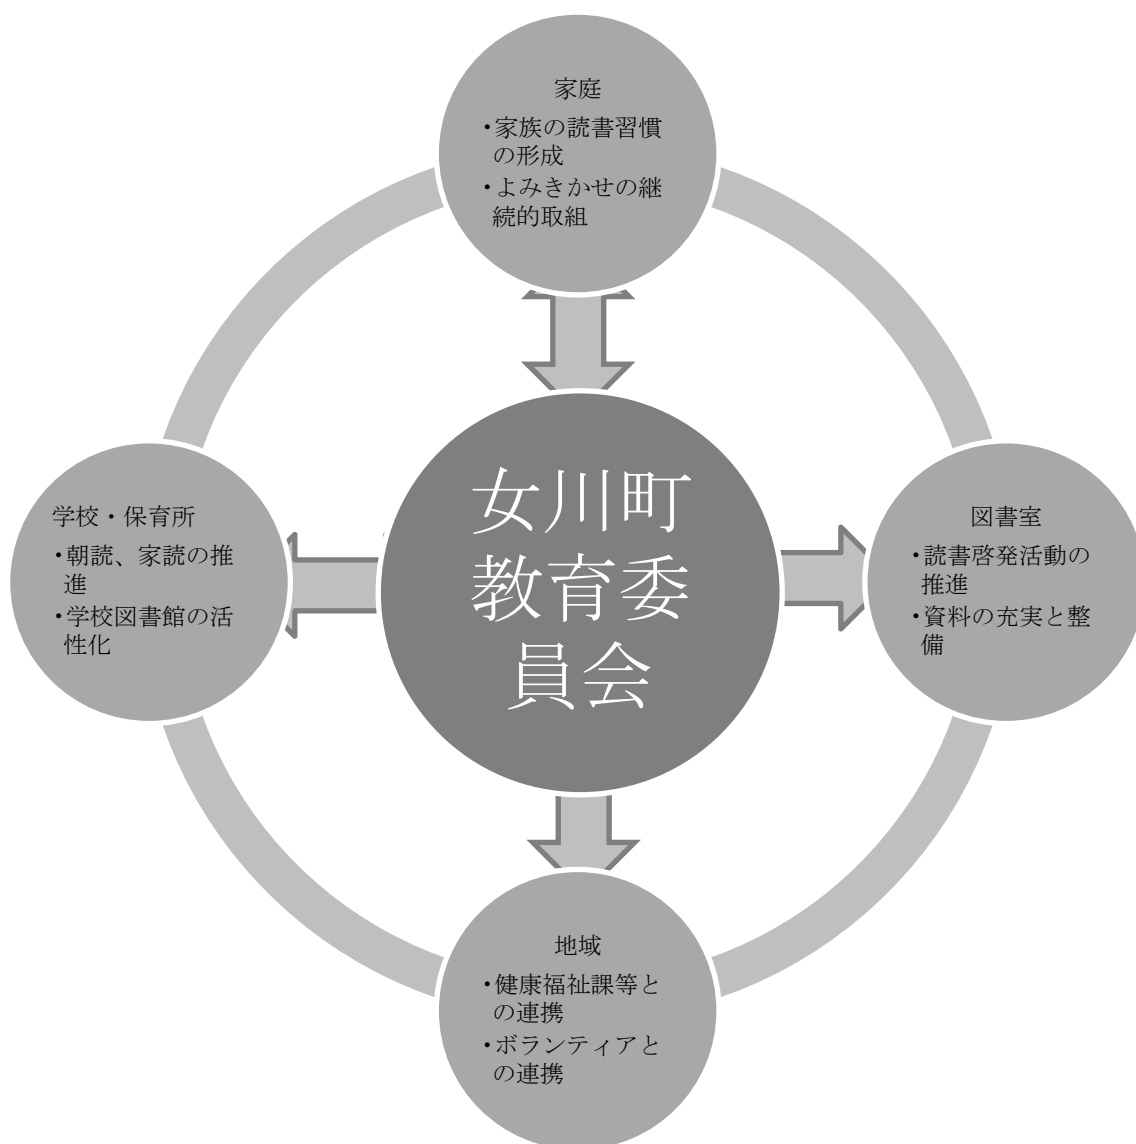 家庭
・家族の読書習慣
の形成
・よみきかせの継
続的取組
学校・保育所
・朝読、家読の推
進
・学校図書館の活
性化
女川町
教育委
員会
図書室
・読書啓発活動の
推進
・資料の充実と整
備
地域
・健康福祉課等と
の連携
・ボランティアと
の連携